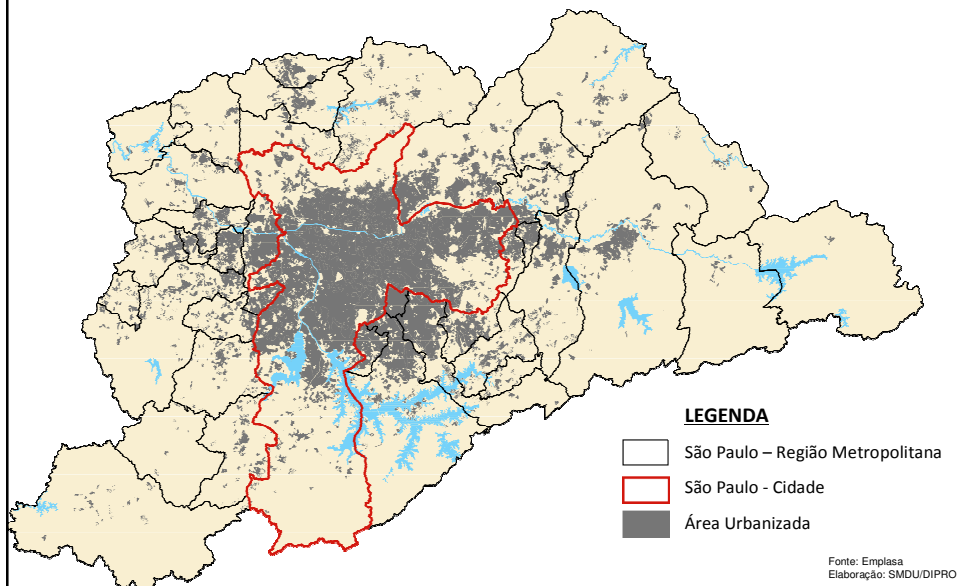 LEGENDA
São Paulo – Região Metropolitana
São Paulo - Cidade
Área Urbanizada
Fonte: Emplasa
Elaboração: SMDU/DIPRO